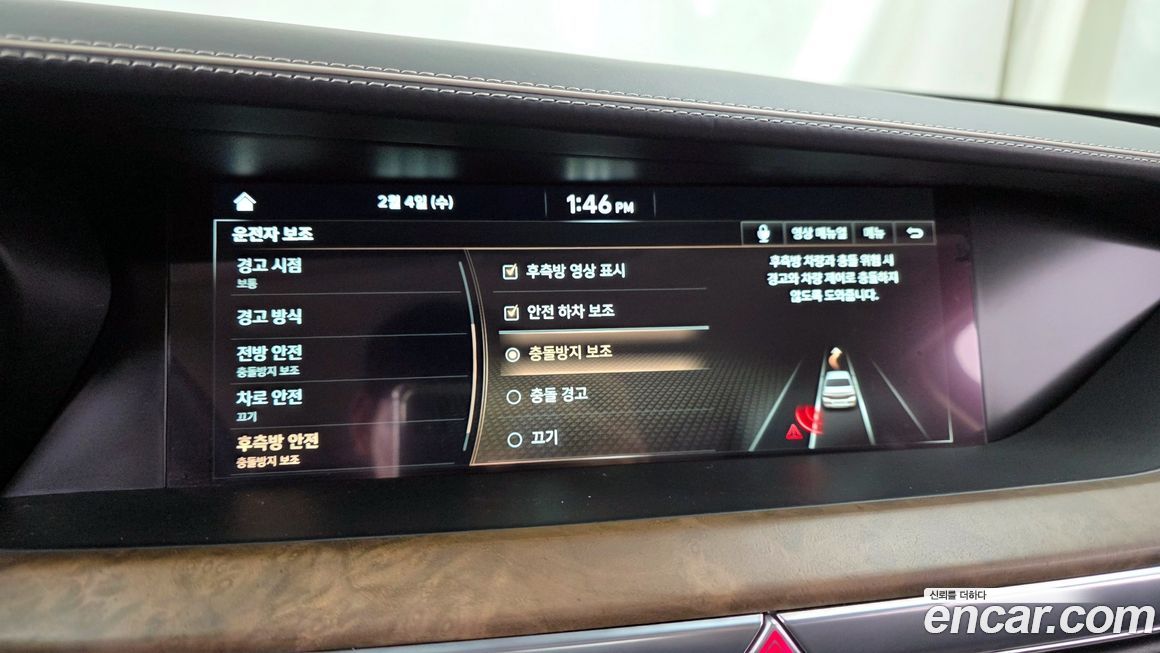 2월 4일 (수)
1:46 PM
운전자 보조
영상 매뉴얼
메뉴
경고 시점
보통
경고 방식
전방 안전
충돌방지 보조
차로 안전
끄기
후측방 안전
충돌방지 보조
후측방 영상 표시
안전 하차 보조
충돌방지 보조
충돌 경고
끄기
후측방 차량과 충돌 위험 시
경고와 차량 제어로 충돌하지
않도록 도와줍니다.
신뢰를 더하다
encar.com